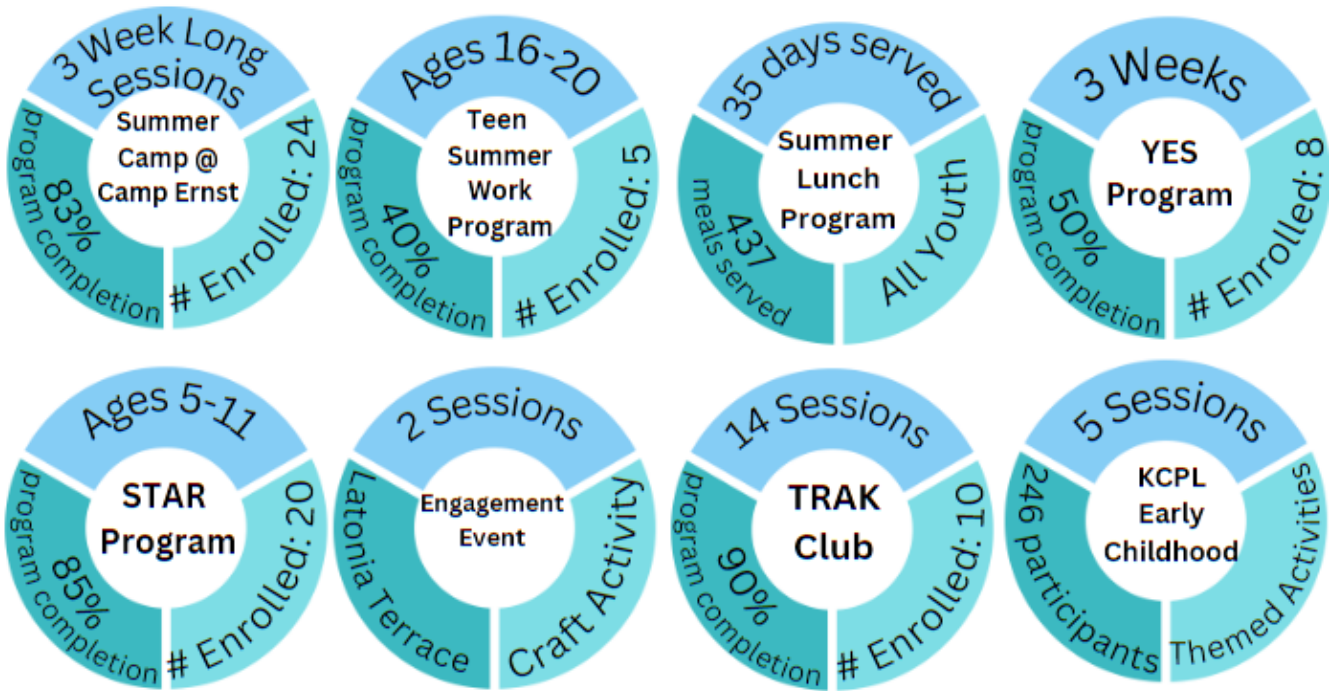 3 Week Long
Sessions
Summer
Camp @
Camp Ernst
83%
program completion
# Enrolled: 24
Ages 16-20
Teen
Summer
Work
Program
40%
program completion
# Enrolled: 5
35 days served
Summer
Lunch
Program
437
meals served
All Youth
3 Weeks
YES
Program
50%
program completion
# Enrolled: 8
Ages 5-11
STAR
Program
85%
program completion
# Enrolled: 20
2 Sessions
Engagement
Event
Latonia Terrace
Craft Activity
14 Sessions
TRAK
Club
90%
program completion
# Enrolled: 10
5 Sessions
KCPL
Early
Childhood
246 participants
Themed Activities